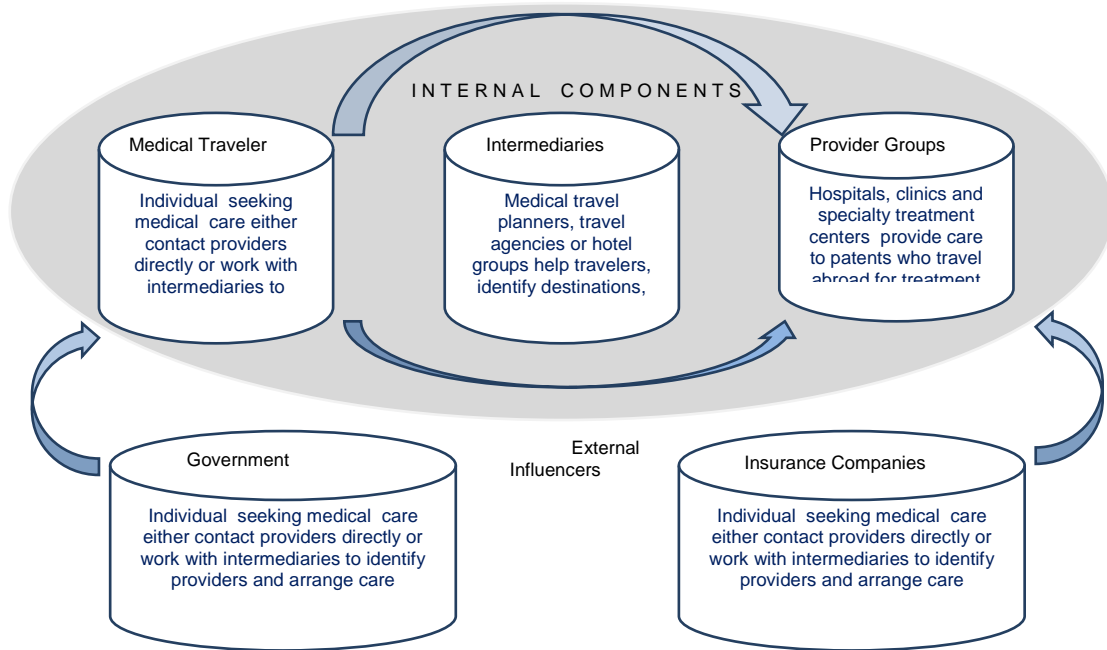 INTERNAL COMPONENTS
Medical Traveler
Individual seeking
medical care either
contact providers
directly or work with
intermediaries to
Intermediaries
Medical travel
planners, travel
agencies or hotel
groups help travelers,
identify destinations,
Provider Groups
Hospitals, clinics and
specialty treatment
centers provide care
to patents who travel
abroad for treatment
Government
Individual seeking medical care
either contact providers directly or
work with intermediaries to identify
providers and arrange care
External
Influencers
Insurance Companies
Individual seeking medical care
either contact providers directly or
work with intermediaries to identify
providers and arrange care